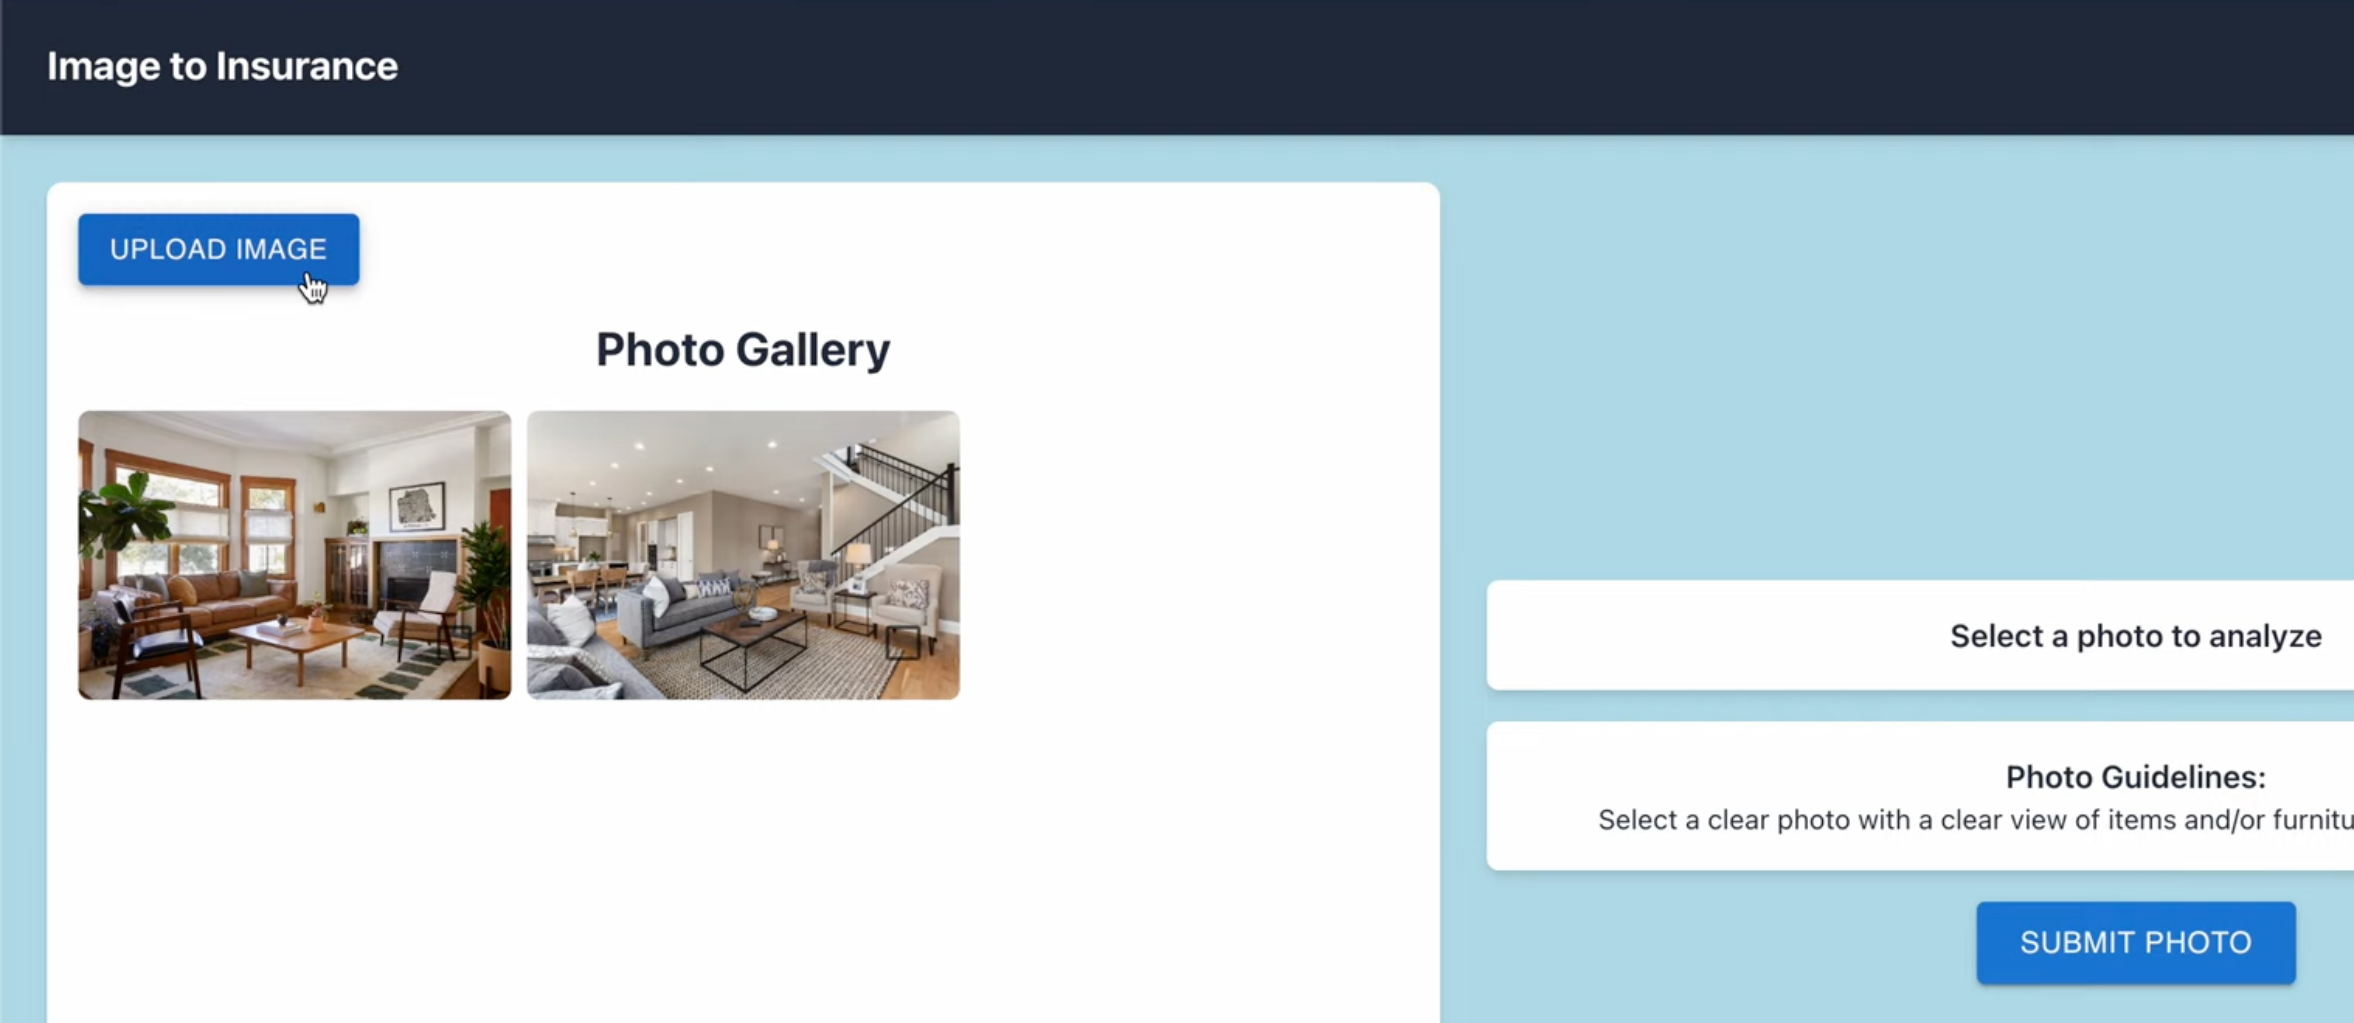 Image to Insurance
UPLOAD IMAGE
Photo Gallery
Select a photo to analyze
Photo Guidelines:
Select a clear photo with a clear view of items and/or furnitu
SUBMIT PHOTO